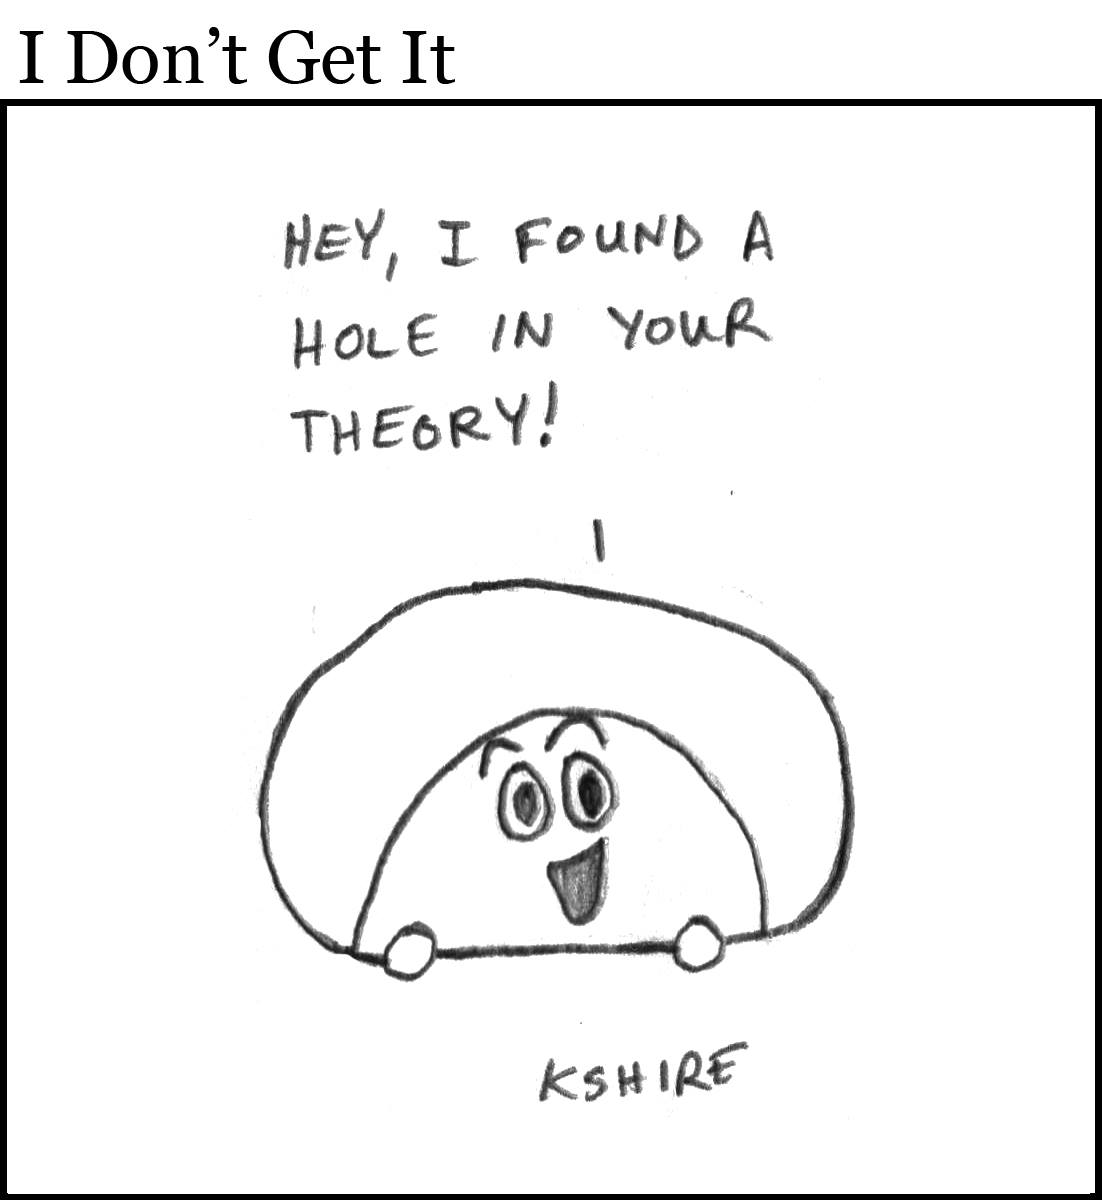 I Don’t Get It
HEY, I FOUND A
HOLE IN YOUR
THEORY!
KSHIRE